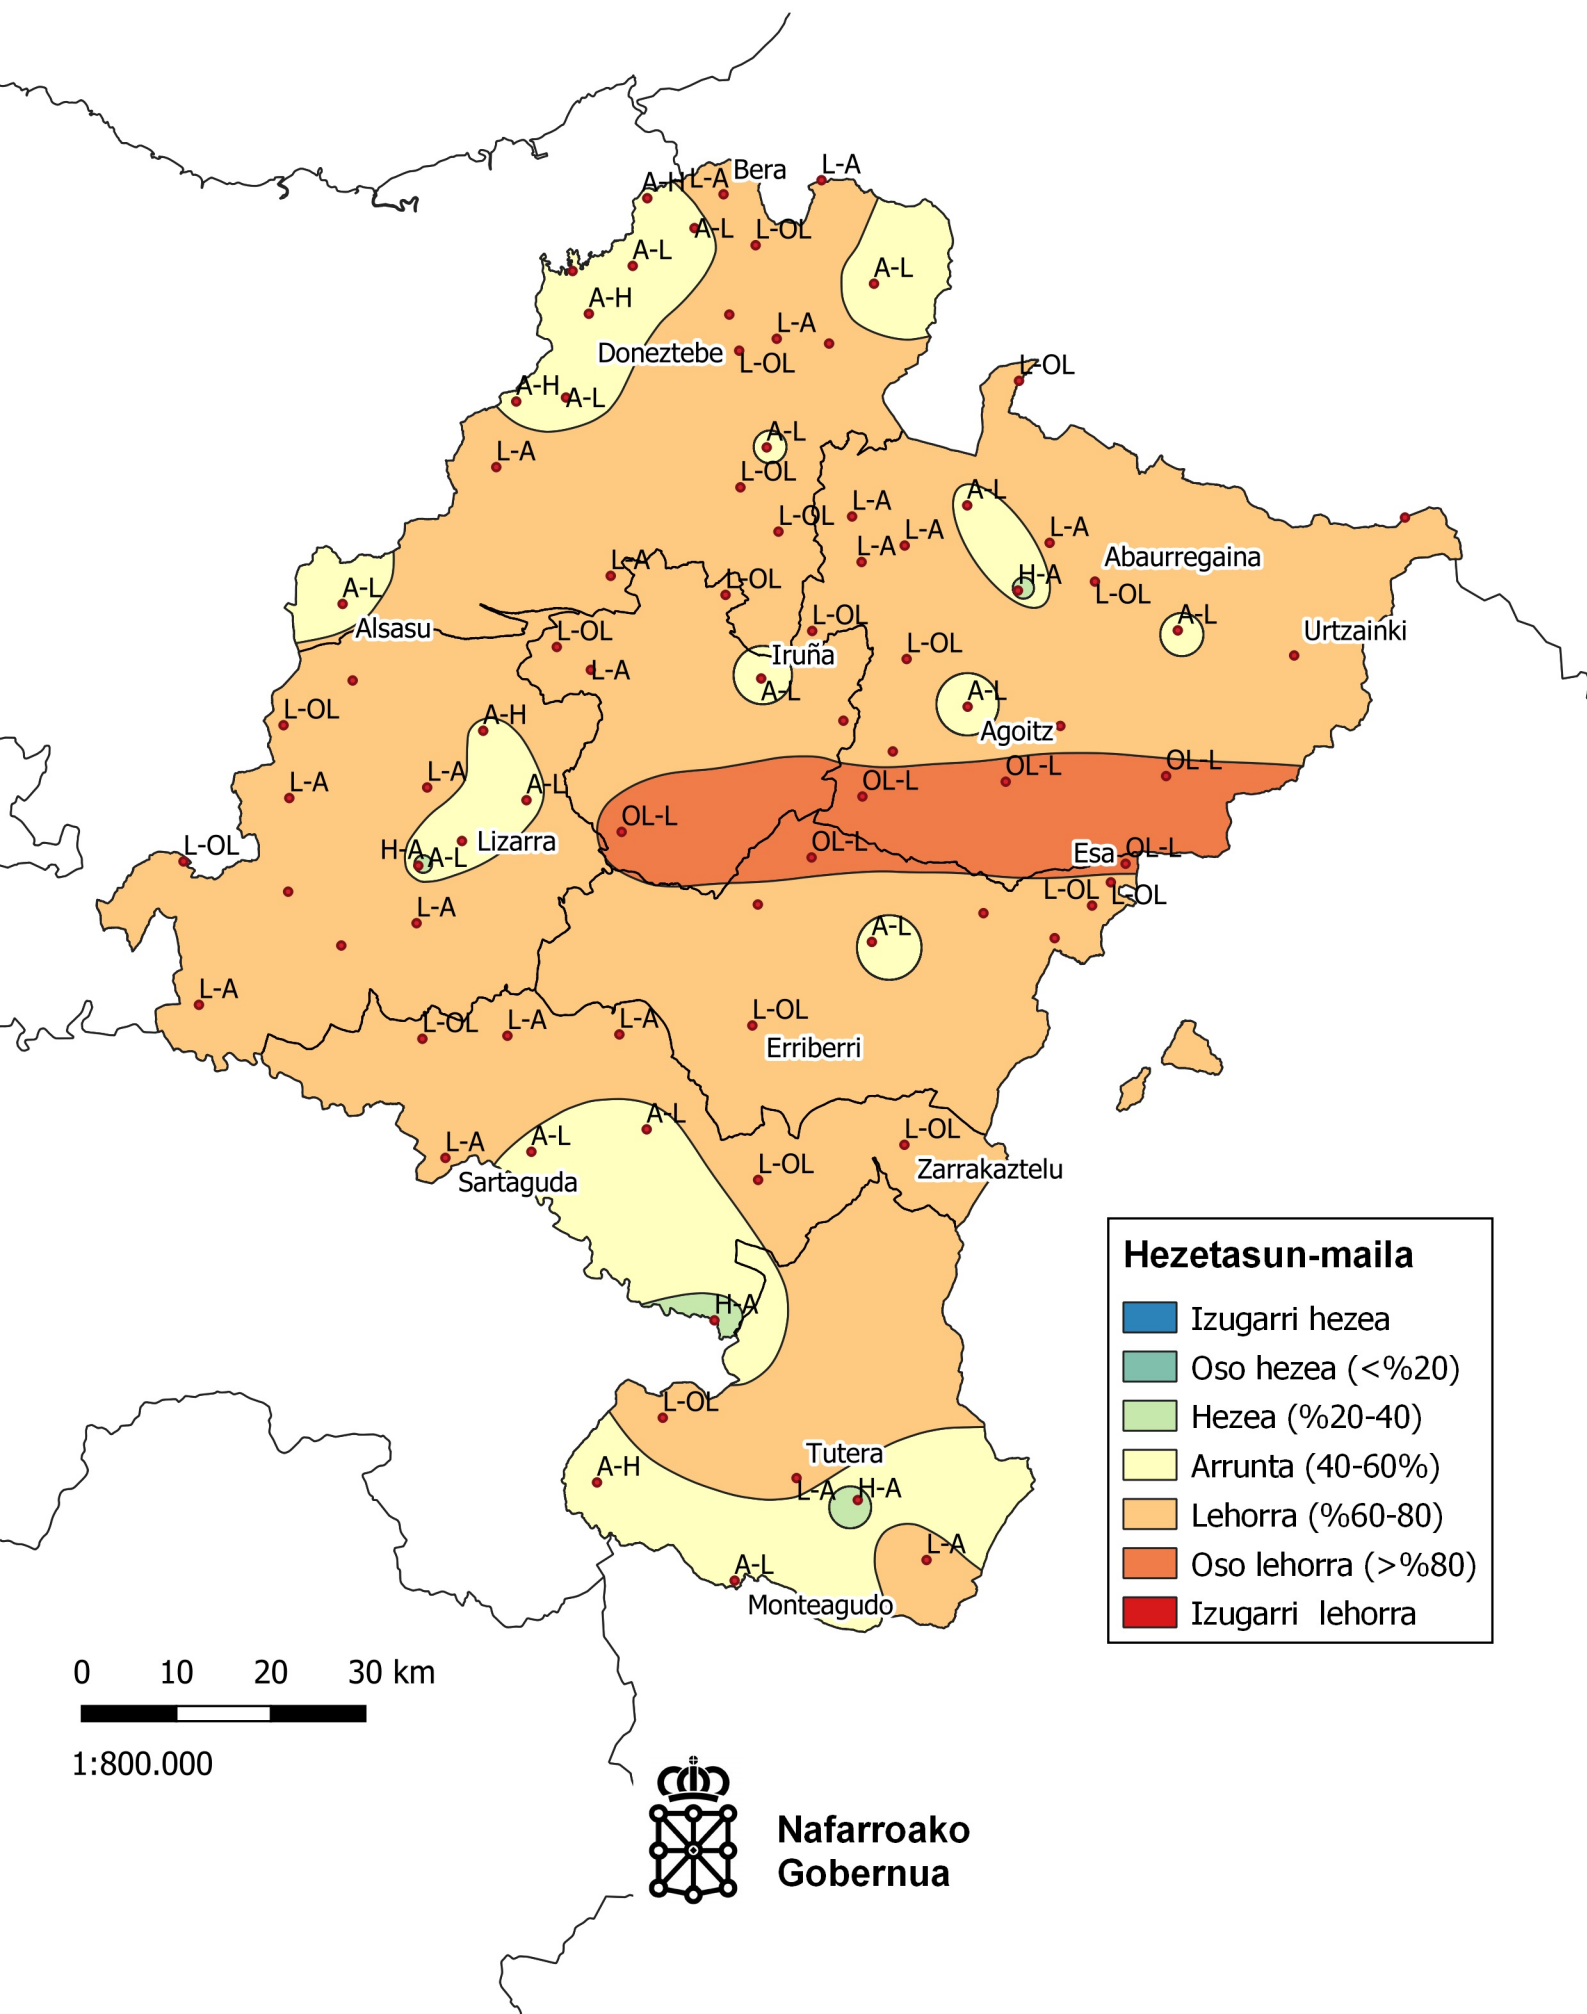 L-A
Bera
A-H
L-A
A-L
L-OL
A-L
A-L
A-H
L-A
Doneztebe
L-OL
L-OL
A-H
A-L
A-L
L-A
L-OL
A-L
L-A
L-OL
L-A
L-A
L-A
Abaurregaina
L-A
H-A
L-OL
A-L
L-OL
A-L
L-OL
Alsasu
L-OL
Urtzainki
L-OL
Iruña
L-A
A-L
A-L
L-OL
A-H
Agoitz
OL-L
OL-L
L-A
L-A
A-L
OL-L
OL-L
Lizarra
OL-L
L-OL
H-A
A-L
Esa
OL-L
L-OL
L-OL
L-A
A-L
L-A
L-OL
L-A
L-A
L-OL
Erriberri
A-L
L-OL
A-L
L-A
L-OL
Zarrakaztelu
Sartaguda
H-A
L-OL
Tutera
A-H
L-A
H-A
L-A
A-L
Monteagudo
Hezetasun-maila
Izugarri hezea
Oso hezea (<%20)
Hezea (%20-40)
Arrunta (40-60%)
Lehorra (%60-80)
Oso lehorra (>%80)
Izugarri lehorra
0 10 20 30 km
1:800.000
Nafarroako
Gobernua